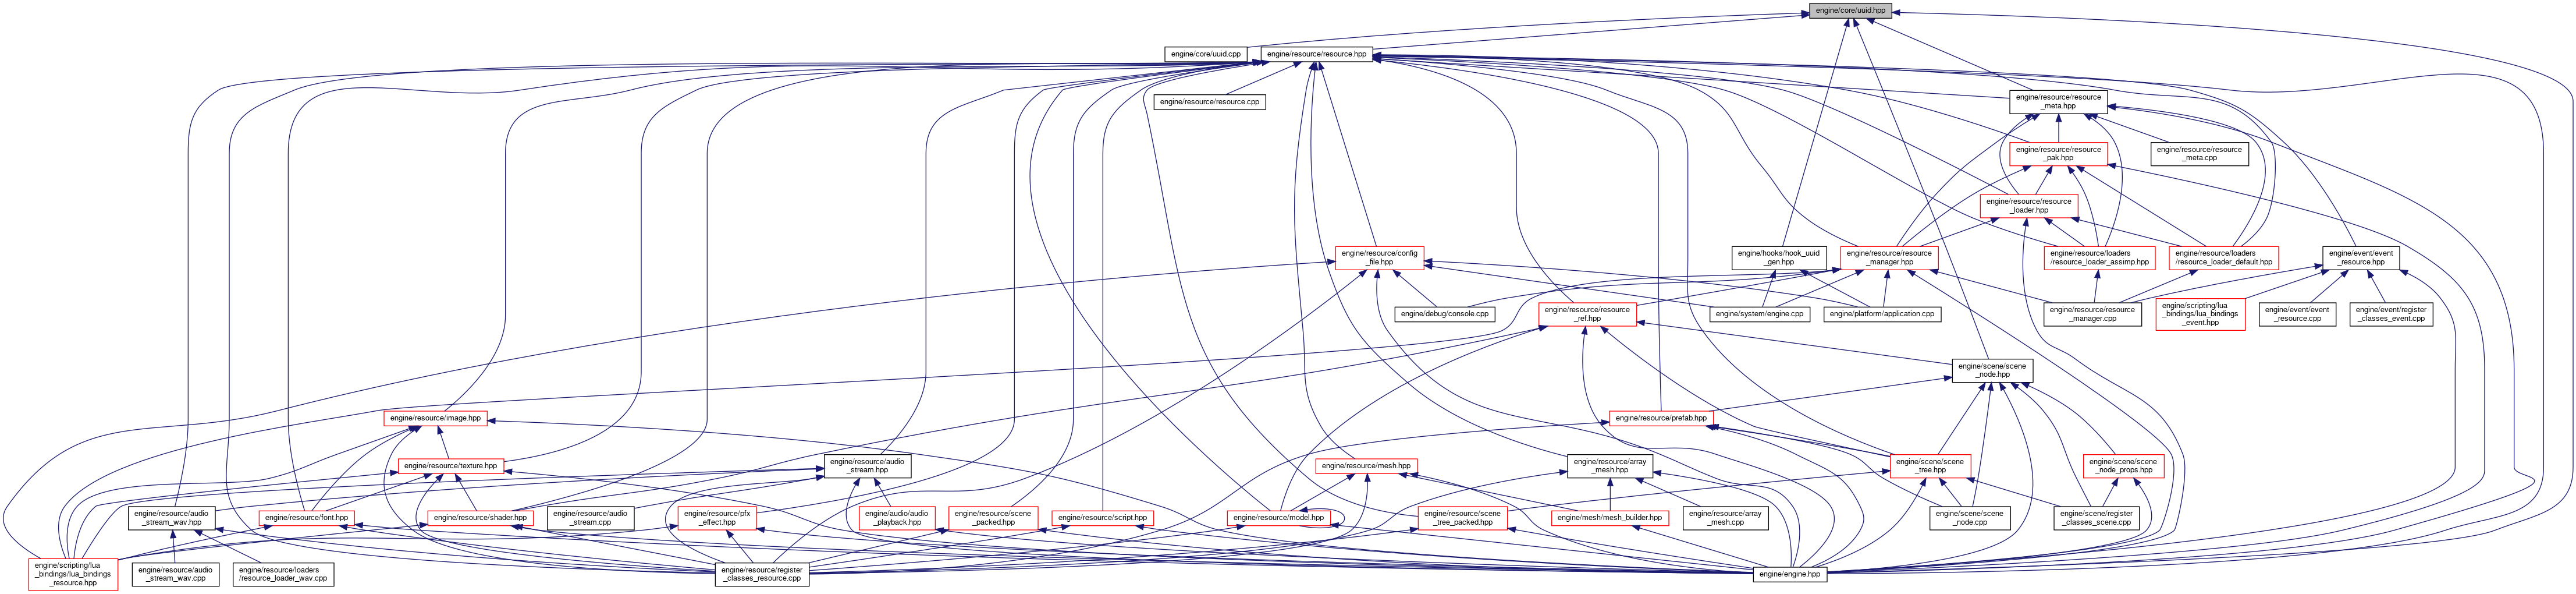 engine/core/uuid.hpp
engine/core/uuid.cpp
engine/resource/resource.hpp
engine/resource/resource.cpp
engine/resource/resource
_meta.hpp
engine/resource/resource
_pak.hpp
engine/resource/resource
_meta.cpp
engine/resource/resource
_loader.hpp
engine/resource/config
_file.hpp
engine/hooks/hook_uuid
_gen.hpp
engine/resource/resource
_manager.hpp
engine/resource/loaders
/resource_loader_assimp.hpp
engine/resource/loaders
/resource_loader_default.hpp
engine/event/event
_resource.hpp
engine/debug/console.cpp
engine/resource/resource
_ref.hpp
engine/system/engine.cpp
engine/platform/application.cpp
engine/resource/resource
_manager.cpp
engine/scripting/lua
_bindings/lua_bindings
_event.hpp
engine/event/event
_resource.cpp
engine/event/register
_classes_event.cpp
engine/scene/scene
_node.hpp
engine/resource/image.hpp
engine/resource/prefab.hpp
engine/resource/texture.hpp
engine/resource/audio
_stream.hpp
engine/resource/mesh.hpp
engine/resource/array
_mesh.hpp
engine/scene/scene
_tree.hpp
engine/scene/scene
_node_props.hpp
engine/resource/audio
_stream_wav.hpp
engine/resource/font.hpp
engine/resource/shader.hpp
engine/resource/audio
_stream.cpp
engine/resource/pfx
_effect.hpp
engine/audio/audio
_playback.hpp
engine/resource/scene
_packed.hpp
engine/resource/script.hpp
engine/resource/model.hpp
engine/resource/scene
_tree_packed.hpp
engine/mesh/mesh_builder.hpp
engine/resource/array
_mesh.cpp
engine/scene/scene
_node.cpp
engine/scene/register
_classes_scene.cpp
engine/scripting/lua
_bindings/lua_bindings
_resource.hpp
engine/resource/audio
_stream_wav.cpp
engine/resource/loaders
/resource_loader_wav.cpp
engine/resource/register
_classes_resource.cpp
engine/engine.hpp